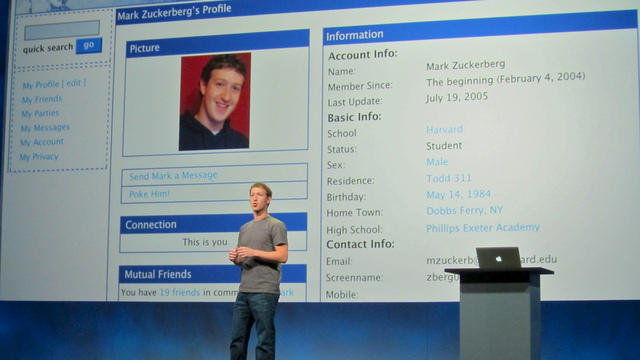 Mark Zuckerberg's Profile
quick search go
My Profile [ edit ]
My Friends
My Parties
My Messages
My Account
My Privacy
Picture
Send Mark a Message
Poke Him!
Connection
This is you.
Mutual Friends
You have 19 friends in comm
Information
Account Info:
Name: Mark Zuckerberg
Member Since: The beginning (February 4, 2004)
Last Update: July 19, 2005
Basic Info:
School Harvard
Status: Student
Sex: Male
Residence: Todd 311
Birthday: May 14, 1984
Home Town: Dobbs Ferry, NY
High School: Phillips Exeter Academy
Contact Info:
Email: mzuckerb ard.edu
Screenname: zberg
Mobile: